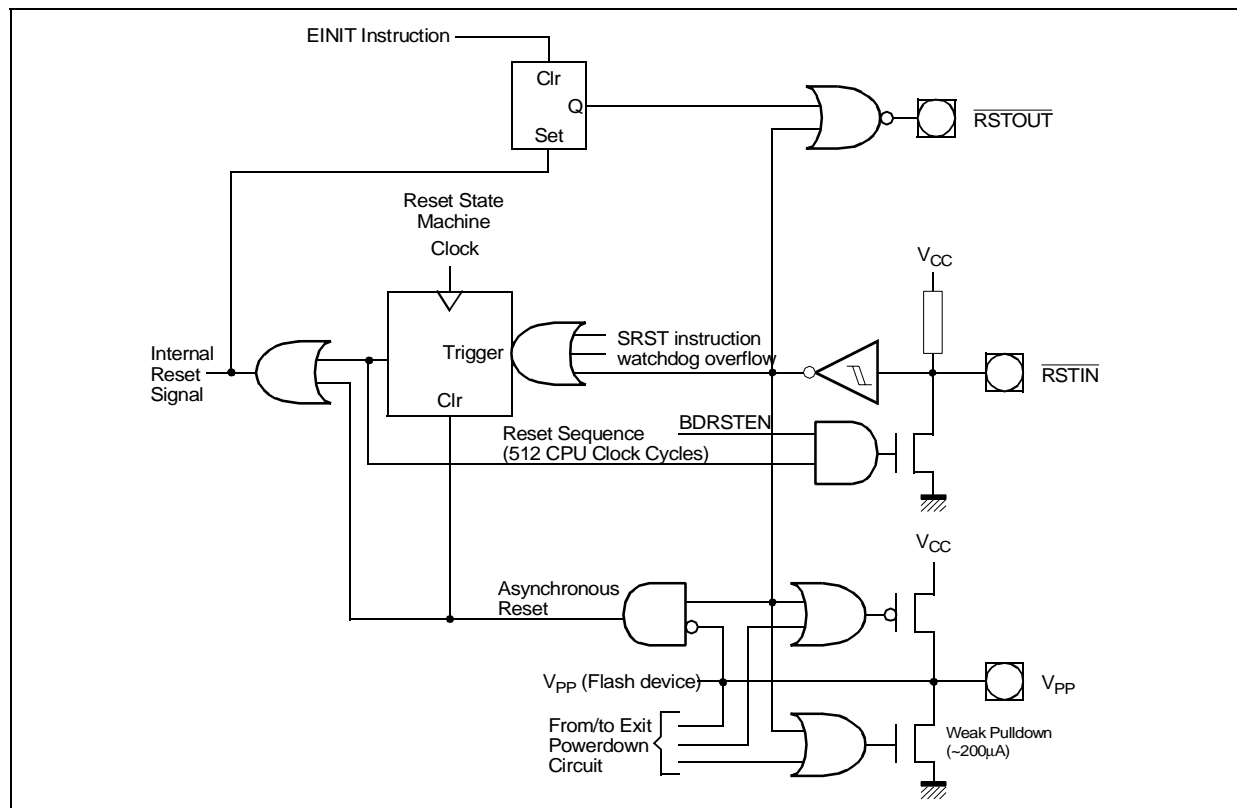 EINIT Instruction
Clr
Q
Set
RSTOUT
Reset State
Machine
Clock
VCC
Internal
Reset
Signal
Trigger
Clr
SRST instruction
watchdog overflow
RSTIN
BDRSTEN
Reset Sequence
(512 CPU Clock Cycles)
VCC
Asynchronous
Reset
VPP (Flash device)
VPP
From/to Exit
Powerdown
Circuit
Weak Pulldown
(~200µA)